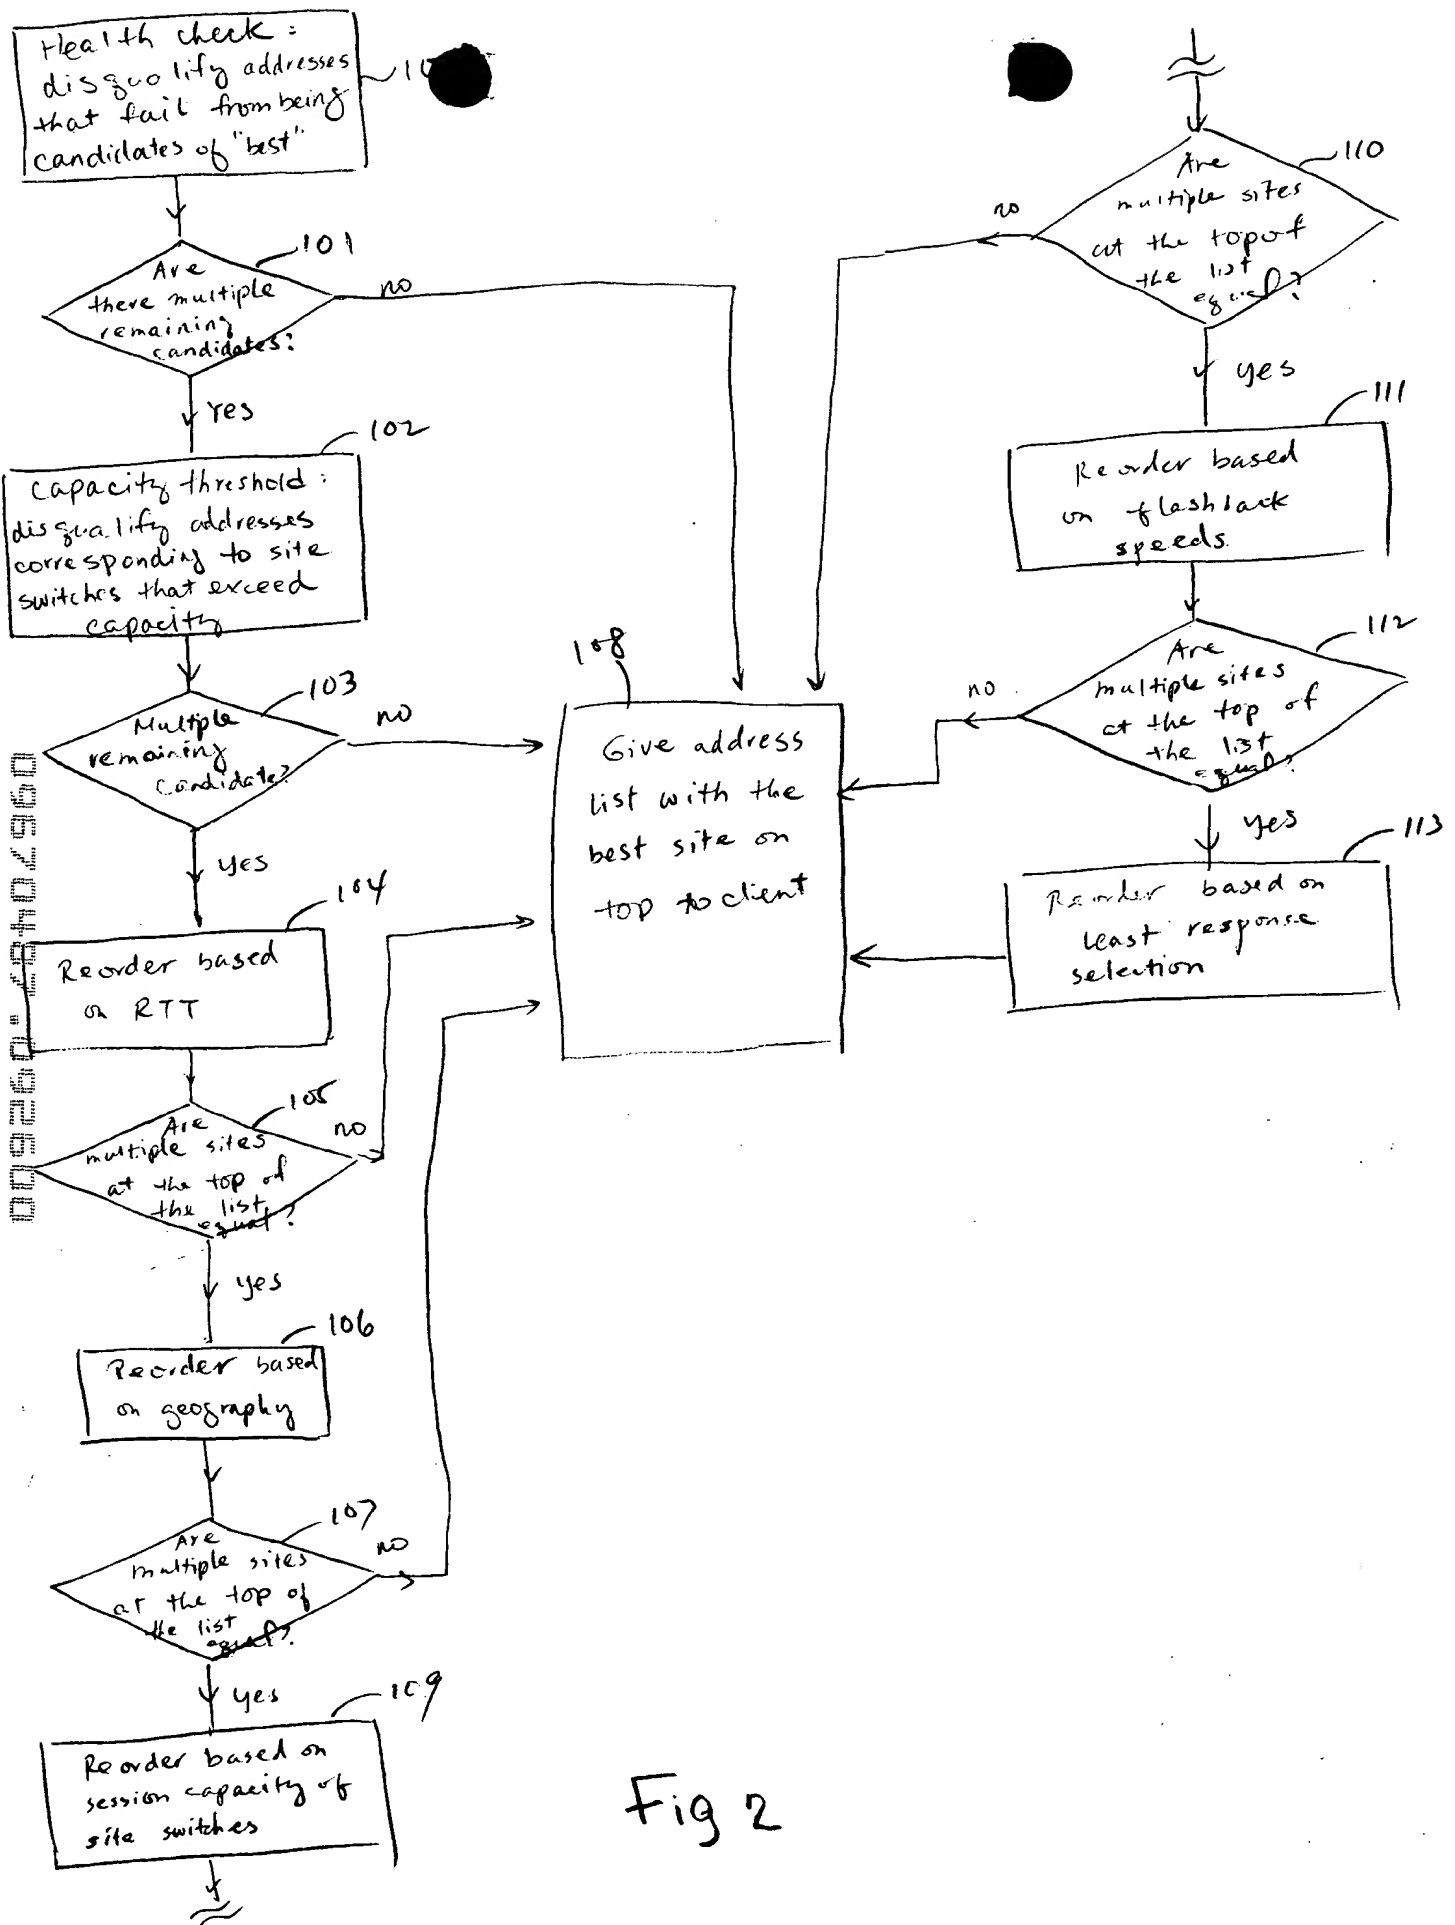 Health check :
disqualify addresses
that fail from being
candidates of "best"
101
Are
there multiple
remaining
candidates?
no
Yes
102
Capacity threshold :
disqualify addresses
corresponding to site
switches that exceed
capacity
103
Multiple
remaining
Candidate?
no
yes
104
Reorder based
on RTT
105
Are
multiple sites
at the top of
the list
equal?
no
yes
106
Reorder based
on geography
107
Are
multiple sites
at the top of
the list
equal?
no
yes
109
Reorder based on
session capacity of
site switches
108
Give address
list with the
best site on
top to client
110
Are
multiple sites
at the top of
the list
equal?
no
yes
111
Reorder based
on flashback
speeds.
112
Are
multiple sites
at the top of
the list
equal?
no
yes
113
Reorder based on
least response
selection
Fig 2
09670487.092600